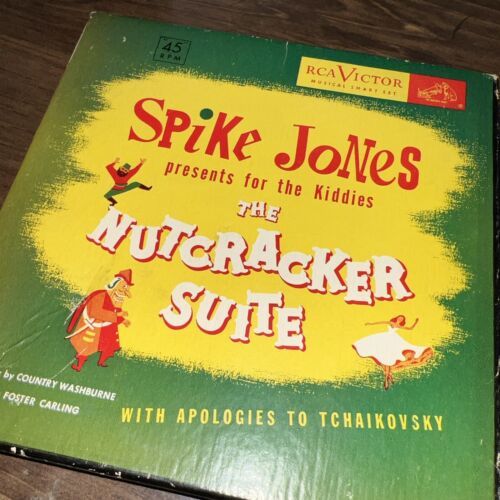 45
RPM
RCA VICTOR
MUSICAL SMART SET
SPiKe JoNes
presents for the Kiddies
THE
NUTCRACKER
SUITE
by COUNTRY WASHBURNE
FOSTER CARLING
WITH APOLOGIES TO TCHAIKOVSKY